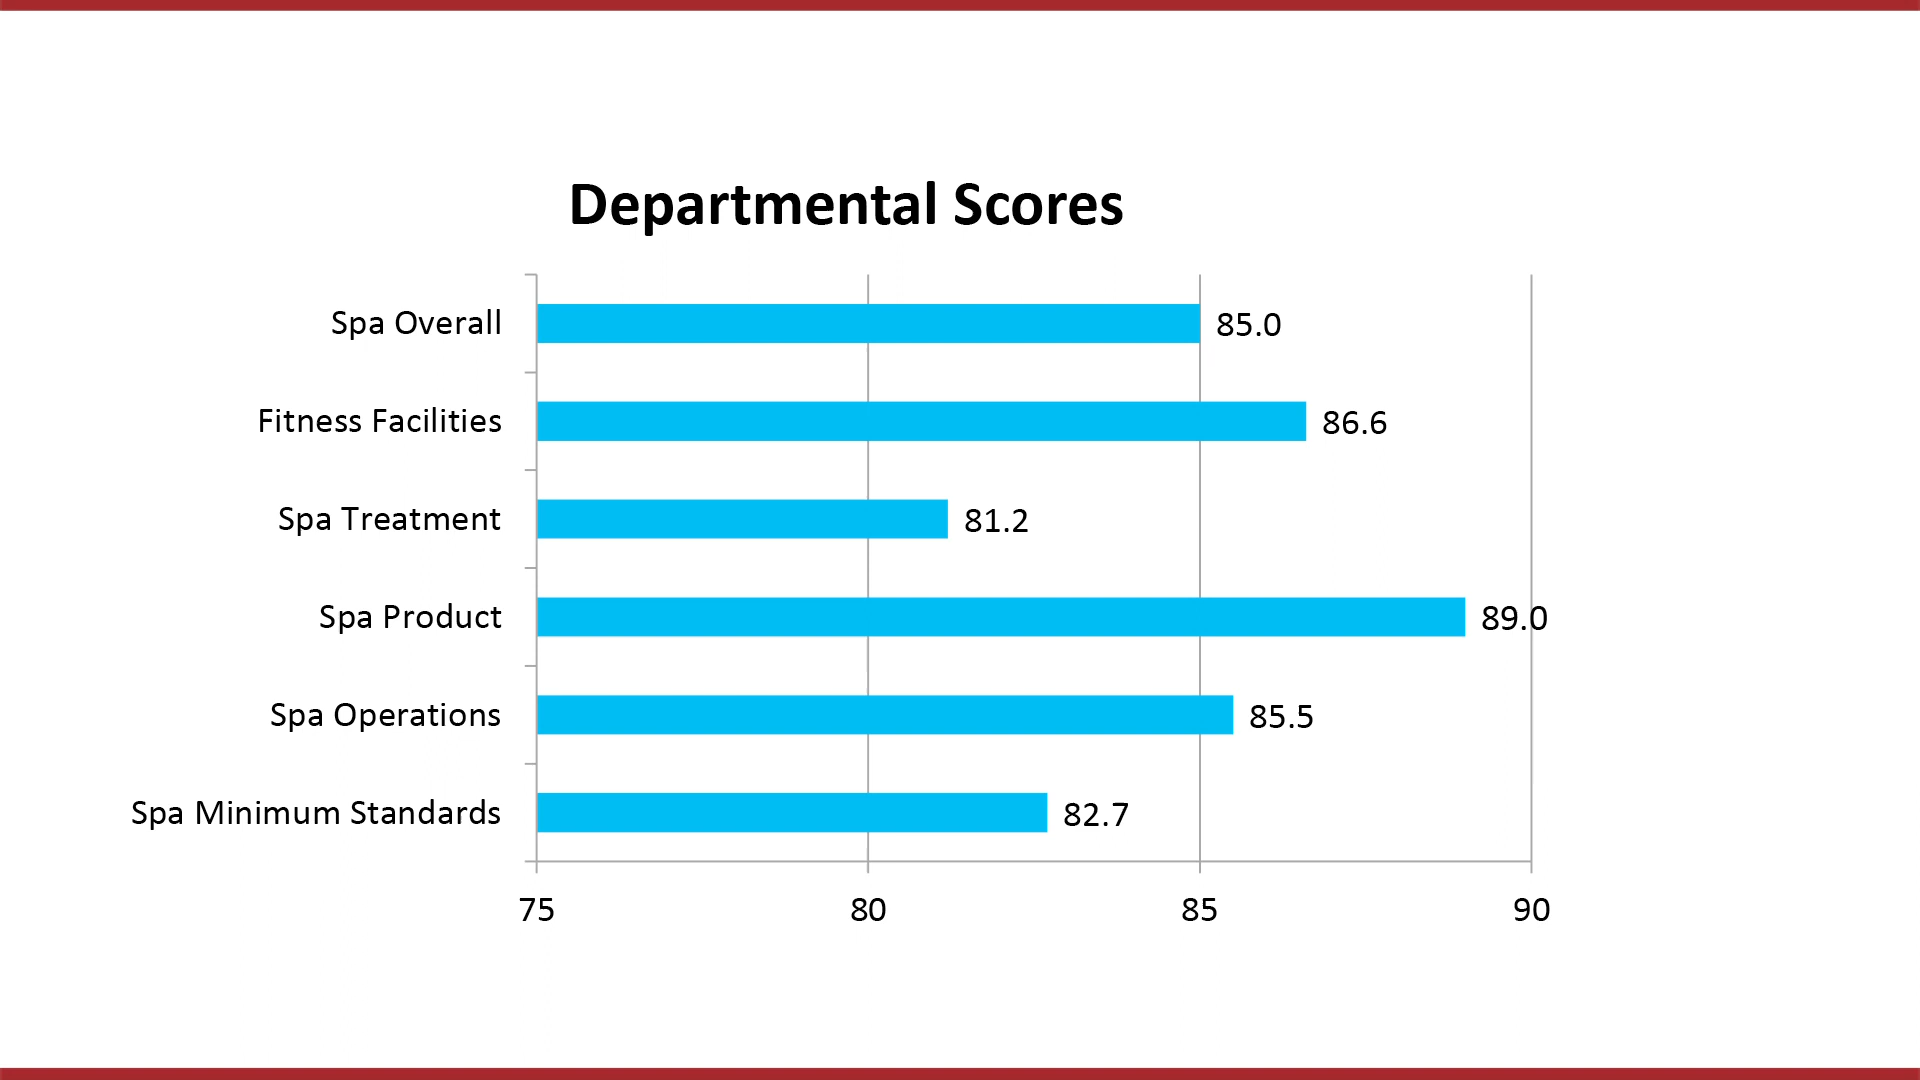 Departmental Scores
Spa Overall 85.0
Fitness Facilities 86.6
Spa Treatment 81.2
Spa Product 89.0
Spa Operations 85.5
Spa Minimum Standards 82.7
75 80 85 90